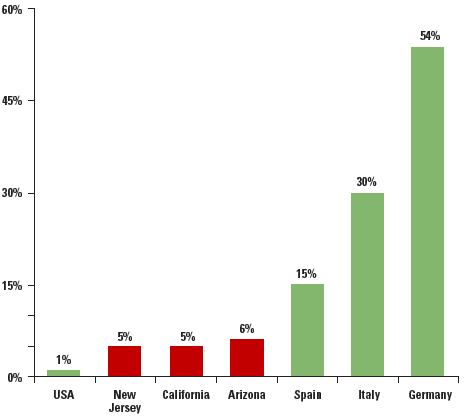 60%
54%
45%
30%
30%
15%
15%
5%
5%
6%
1%
0%
USA
New
Jersey
California
Arizona
Spain
Italy
Germany